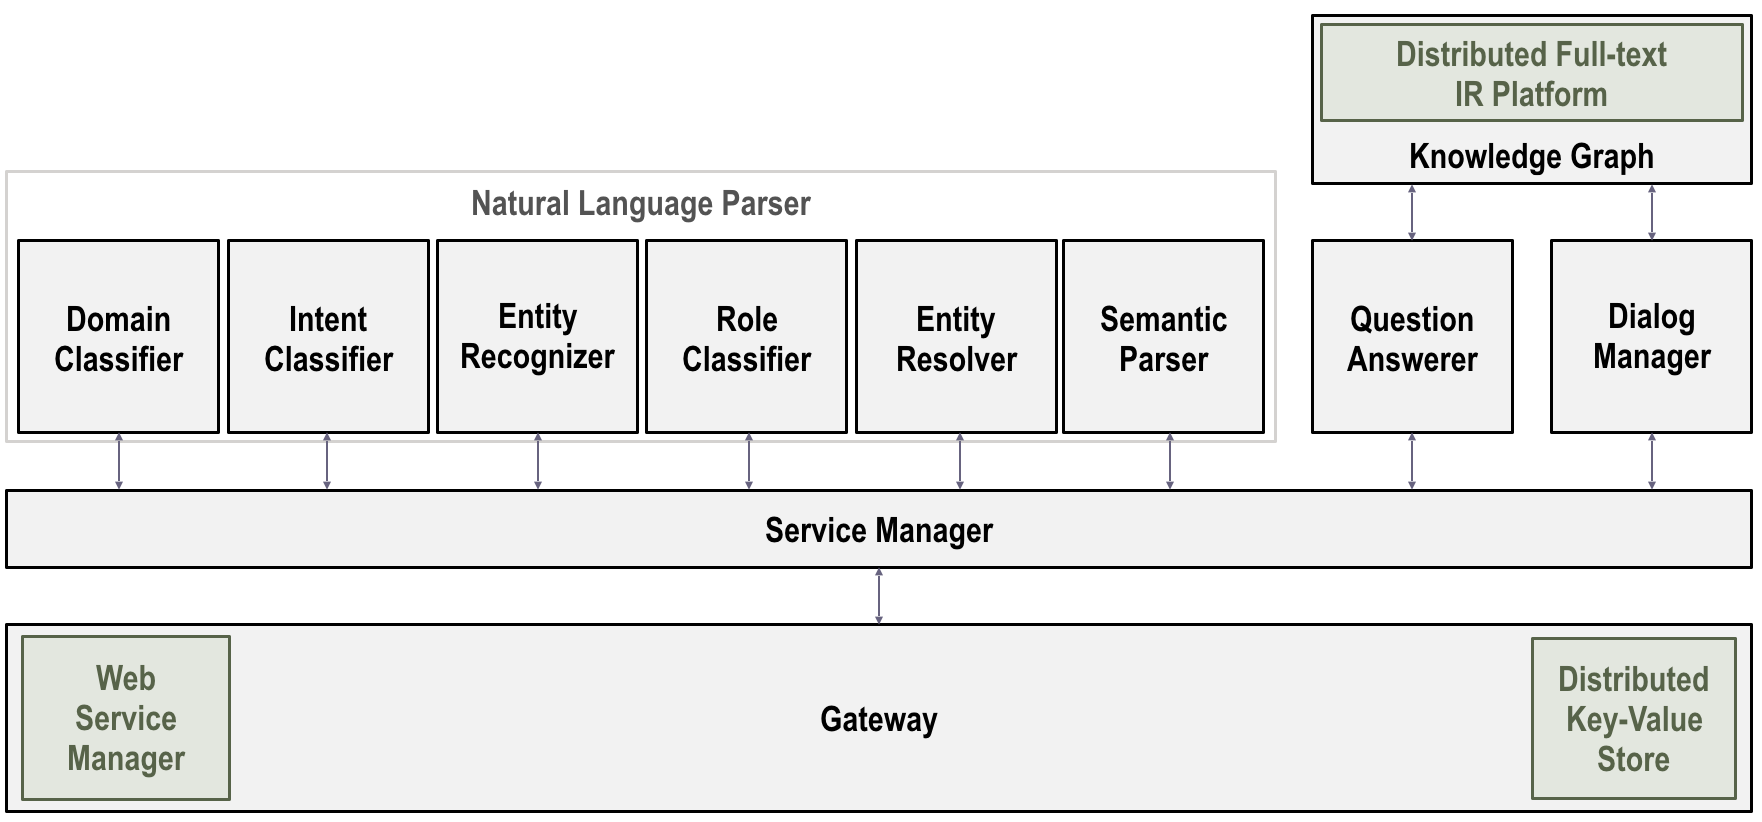 Distributed Full-text
IR Platform
Knowledge Graph
Natural Language Parser
Domain
Classifier
Intent
Classifier
Entity
Recognizer
Role
Classifier
Entity
Resolver
Semantic
Parser
Question
Answerer
Dialog
Manager
Service Manager
Web
Service
Manager
Gateway
Distributed
Key-Value
Store